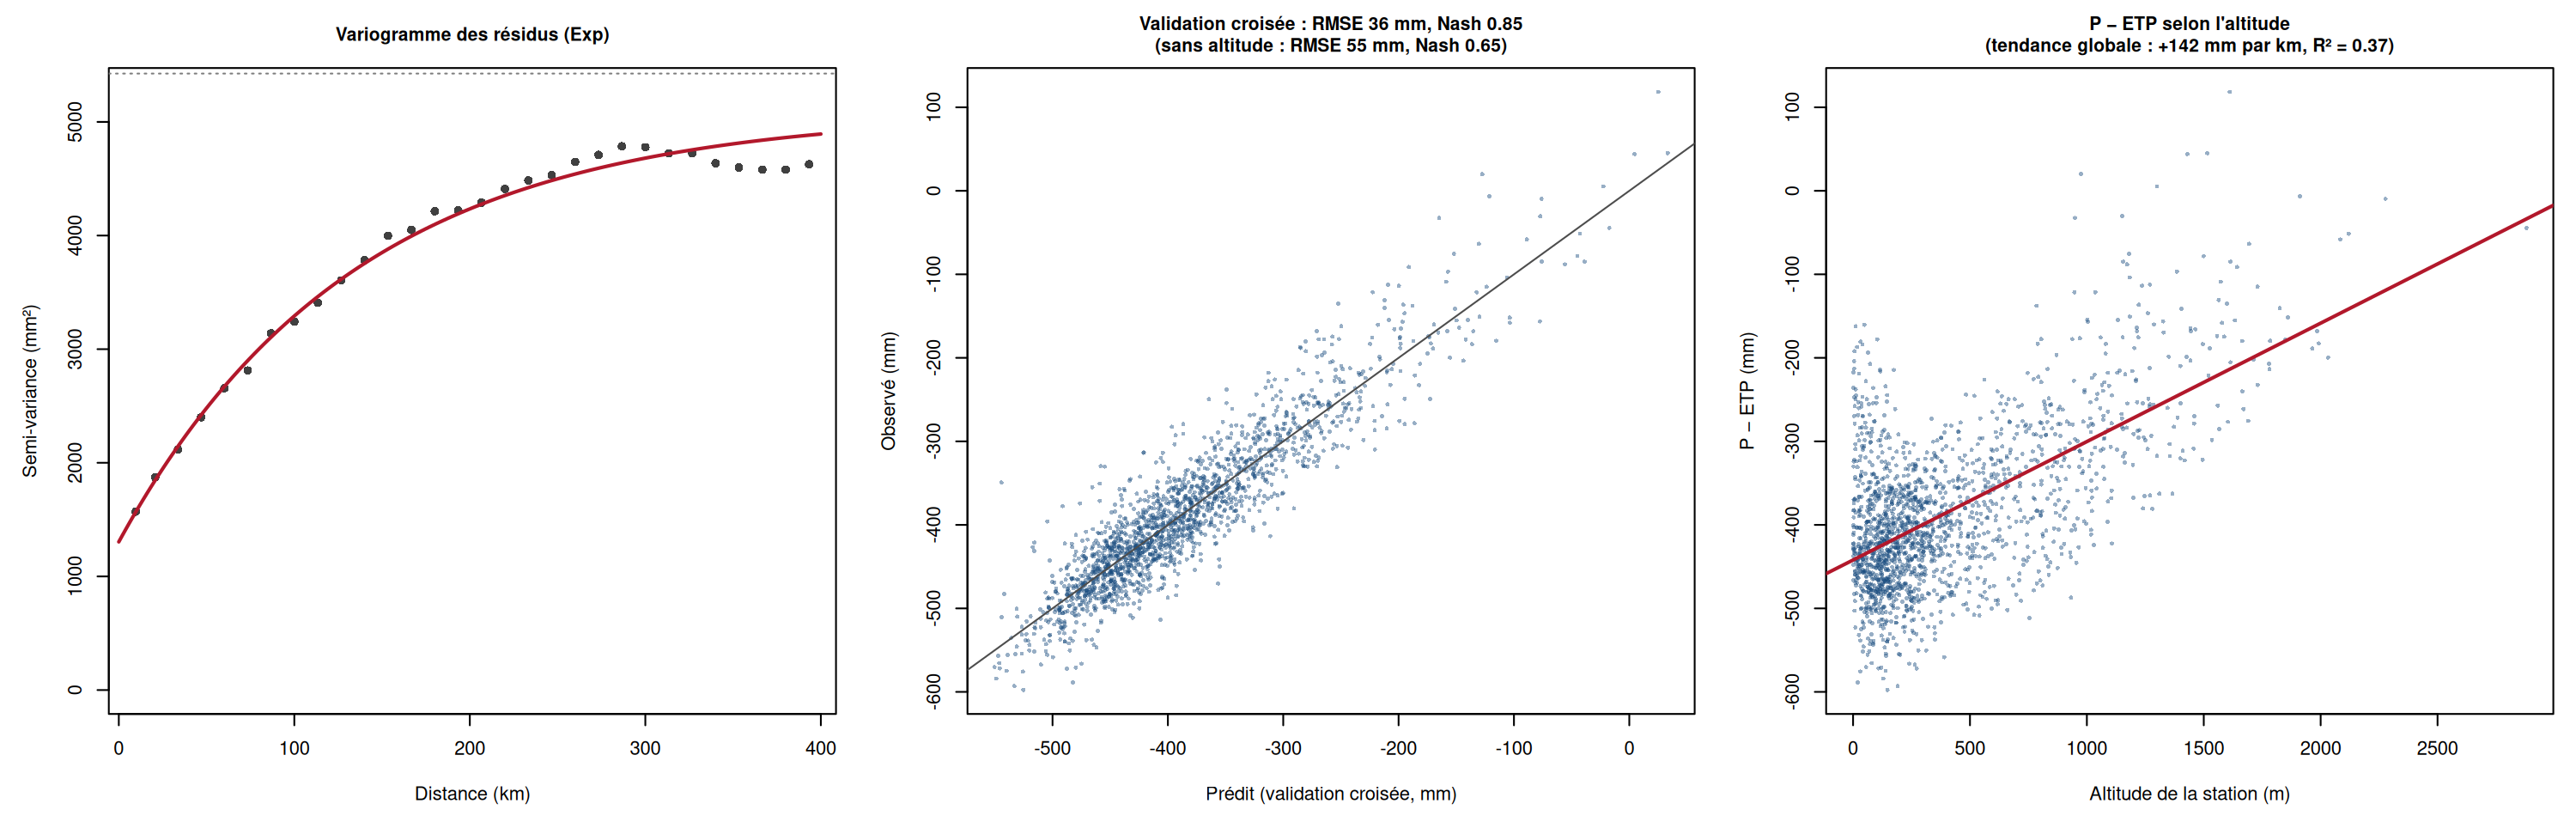 Variogramme des résidus (Exp)
Semi-variance (mm²)
5000
4000
3000
2000
1000
0
0 100 200 300 400
Distance (km)
Validation croisée : RMSE 36 mm, Nash 0.85
(sans altitude : RMSE 55 mm, Nash 0.65)
Observé (mm)
100
0
-100
-200
-300
-400
-500
-600
-500 -400 -300 -200 -100 0
Prédit (validation croisée, mm)
P − ETP selon l'altitude
(tendance globale : +142 mm par km, R² = 0.37)
P − ETP (mm)
100
0
-100
-200
-300
-400
-500
-600
0 500 1000 1500 2000 2500
Altitude de la station (m)